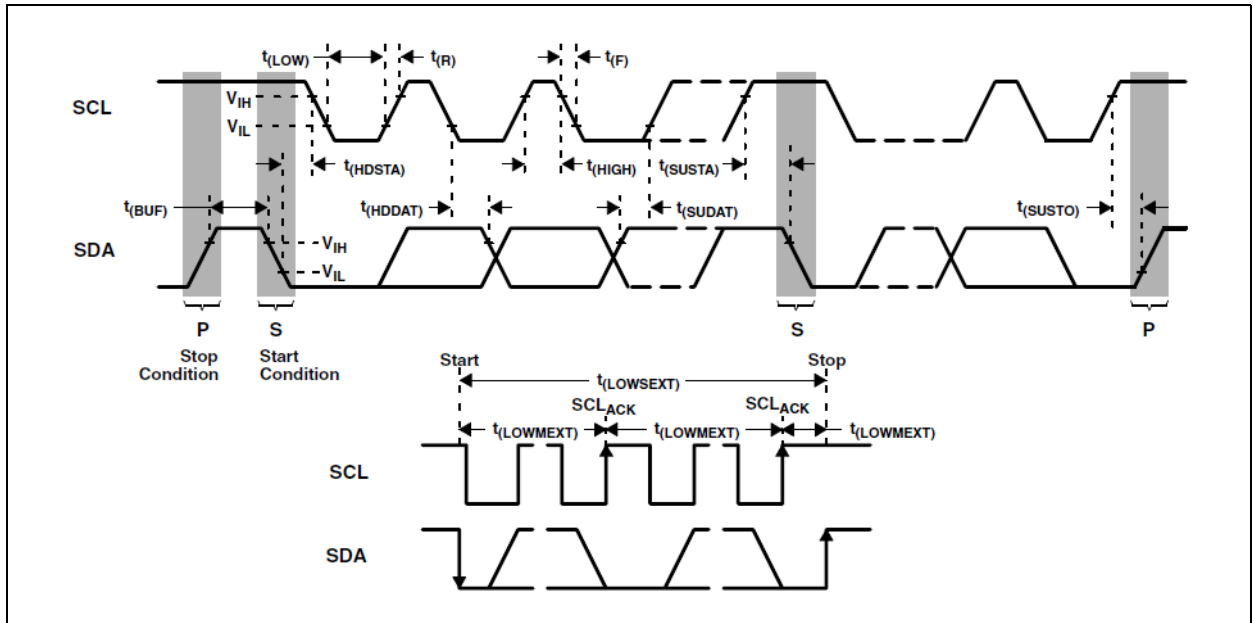 t(LOW) t(R) t(F)
SCL
VIH
VIL
t(HDSTA) t(HIGH) t(SUSTA)
t(BUF) t(HDDAT) t(SUDAT) t(SUSTO)
SDA
VIH
VIL
P S S P
Stop Condition
Start Condition
Start Stop
t(LOWSEXT)
SCLACK SCLACK
t(LOWMEXT) t(LOWMEXT) t(LOWMEXT)
SCL
SDA